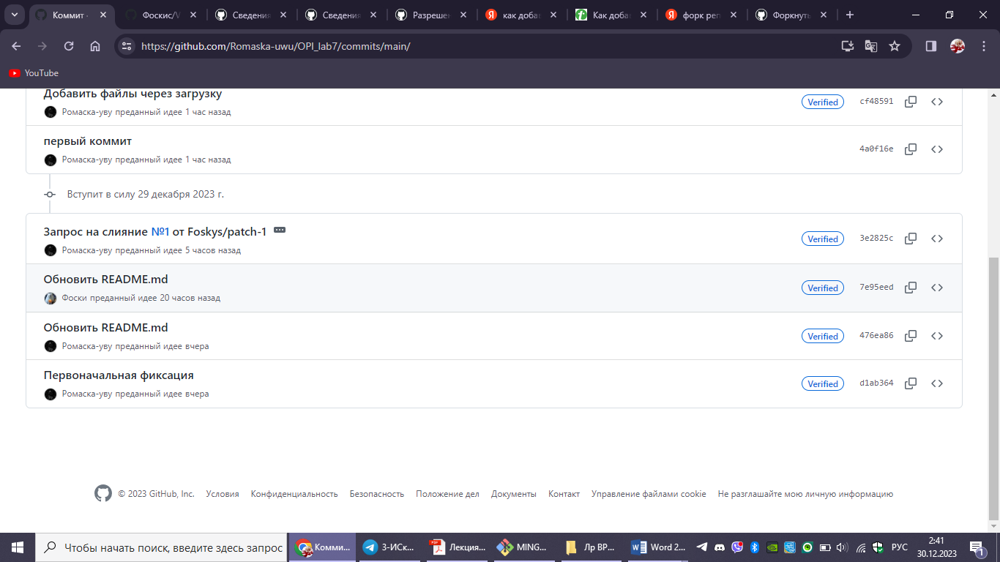 Коммит ·
Фоскис/V
Сведения
Сведения
Разрешен
как добав
Как доба
форк реп
Форкнуть
https://github.com/Romaska-uwu/OPI_lab7/commits/main/
YouTube
Добавить файлы через загрузку
Ромаска-уву преданный идее 1 час назад
Verified
cf48591
первый коммит
Ромаска-уву преданный идее 1 час назад
4a0f16e
Вступит в силу 29 декабря 2023 г.
Запрос на слияние №1 от Foskys/patch-1
Ромаска-уву преданный идее 5 часов назад
Verified
3e2825c
Обновить README.md
Фоски преданный идее 20 часов назад
Verified
7e95eed
Обновить README.md
Ромаска-уву преданный идее вчера
Verified
476ea86
Первоначальная фиксация
Ромаска-уву преданный идее вчера
Verified
d1ab364
© 2023 GitHub, Inc. Условия Конфиденциальность Безопасность Положение дел Документы Контакт Управление файлами cookie Не разглашайте мою личную информацию
Чтобы начать поиск, введите здесь запрос
Комми...
3-ИСк...
Лекция...
MING...
Лр ВР...
Word 2...
РУС
2:41
30.12.2023
1